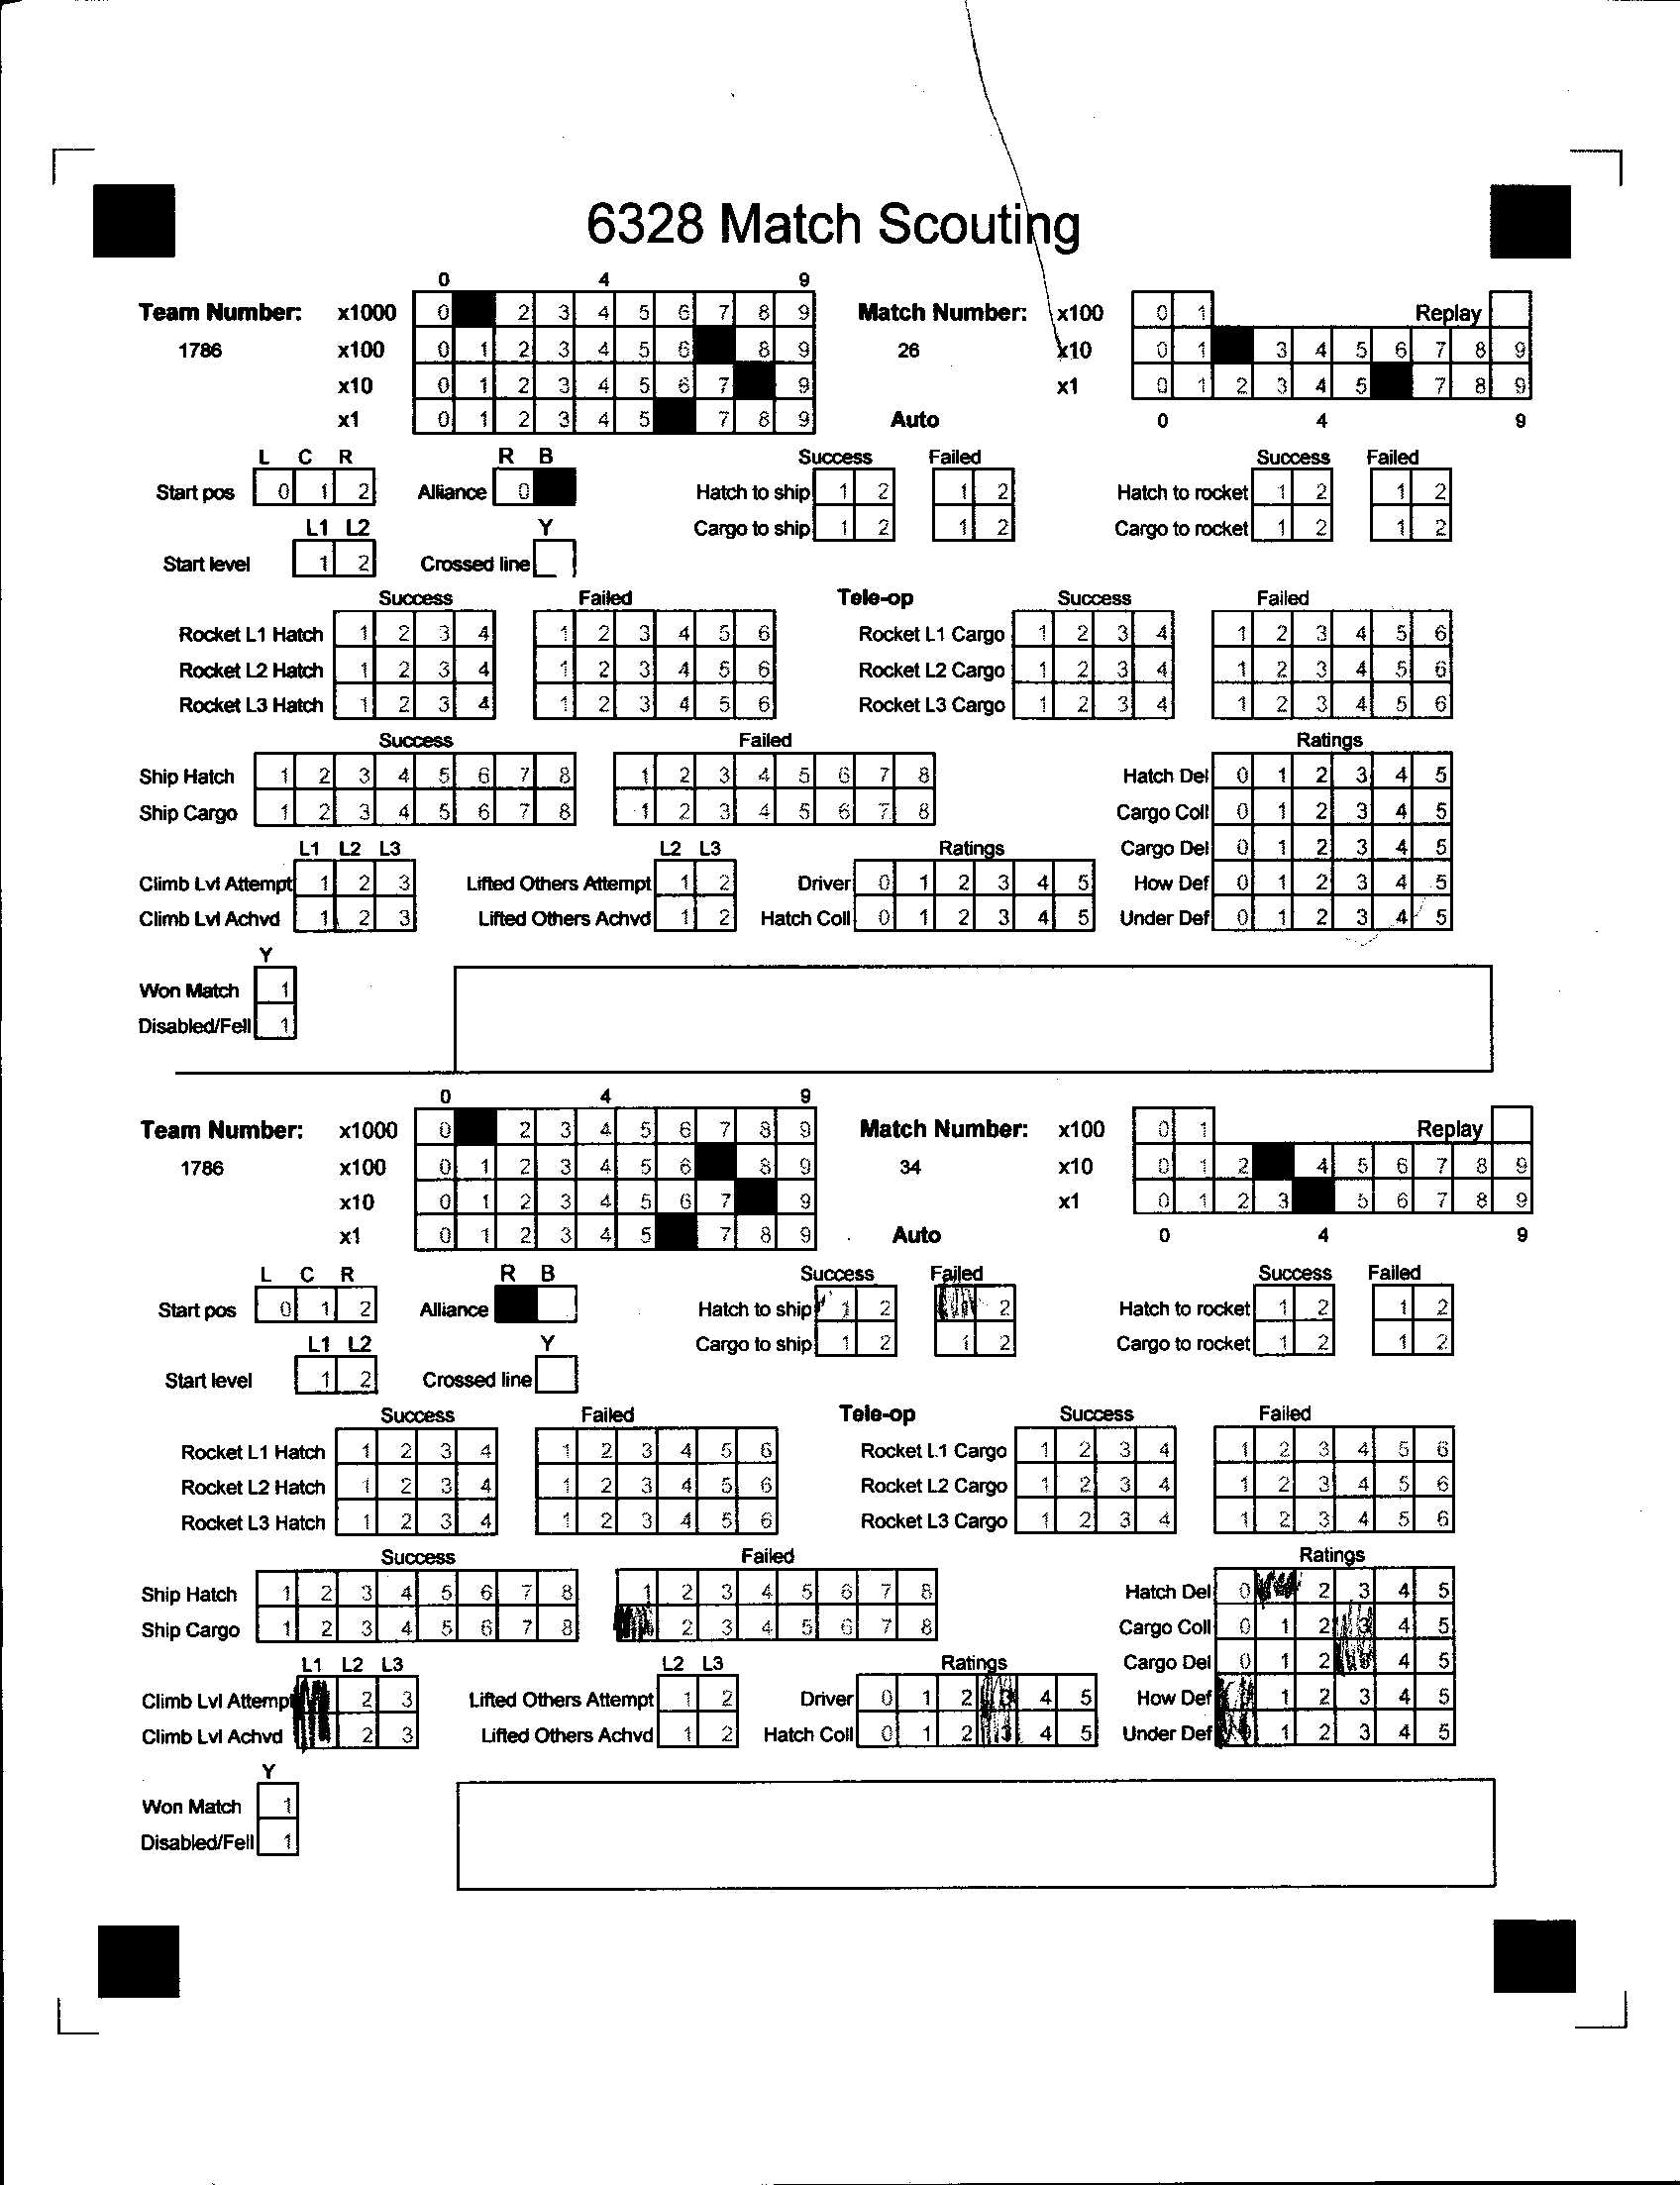 6328 Match Scouting
0 4 9
Team Number: x1000 0 2 3 4 5 6 7 8 9 Match Number: x100 0 1 Replay
1786 x100 0 1 2 3 4 5 6 8 9 26 x10 0 1 3 4 5 6 7 8 9
x10 0 1 2 3 4 5 6 7 9 x1 0 1 2 3 4 5 7 8 9
x1 0 1 2 3 4 5 7 8 9 Auto 0 4 9
L C R R B Success Failed Success Failed
Start pos 0 1 2 Alliance 0 Hatch to ship 1 2 1 2 Hatch to rocket 1 2 1 2
L1 L2 Y Cargo to ship 1 2 1 2 Cargo to rocket 1 2 1 2
Start level 1 2 Crossed line
Success Failed Tele-op Success Failed
Rocket L1 Hatch 1 2 3 4 1 2 3 4 5 6 Rocket L1 Cargo 1 2 3 4 1 2 3 4 5 6
Rocket L2 Hatch 1 2 3 4 1 2 3 4 5 6 Rocket L2 Cargo 1 2 3 4 1 2 3 4 5 6
Rocket L3 Hatch 1 2 3 4 1 2 3 4 5 6 Rocket L3 Cargo 1 2 3 4 1 2 3 4 5 6
Success Failed Ratings
Ship Hatch 1 2 3 4 5 6 7 8 1 2 3 4 5 6 7 8 Hatch Del 0 1 2 3 4 5
Ship Cargo 1 2 3 4 5 6 7 8 1 2 3 4 5 6 7 8 Cargo Coll 0 1 2 3 4 5
L1 L2 L3 L2 L3 Ratings Cargo Del 0 1 2 3 4 5
Climb Lvl Attempt 1 2 3 Lifted Others Attempt 1 2 Driver 0 1 2 3 4 5 How Def 0 1 2 3 4 5
Climb Lvl Achvd 1 2 3 Lifted Others Achvd 1 2 Hatch Coll 0 1 2 3 4 5 Under Def 0 1 2 3 4 5
Y
Won Match 1
Disabled/Fell 1
0 4 9
Team Number: x1000 0 2 3 4 5 6 7 8 9 Match Number: x100 0 1 Replay
1786 x100 0 1 2 3 4 5 6 8 9 34 x10 0 1 2 4 5 6 7 8 9
x10 0 1 2 3 4 5 6 7 9 x1 0 1 2 3 5 6 7 8 9
x1 0 1 2 3 4 5 7 8 9 Auto 0 4 9
L C R R B Success Failed Success Failed
Start pos 0 1 2 Alliance Hatch to ship 1 2 2 Hatch to rocket 1 2 1 2
L1 L2 Y Cargo to ship 1 2 1 2 Cargo to rocket 1 2 1 2
Start level 1 2 Crossed line
Success Failed Tele-op Success Failed
Rocket L1 Hatch 1 2 3 4 1 2 3 4 5 6 Rocket L1 Cargo 1 2 3 4 1 2 3 4 5 6
Rocket L2 Hatch 1 2 3 4 1 2 3 4 5 6 Rocket L2 Cargo 1 2 3 4 1 2 3 4 5 6
Rocket L3 Hatch 1 2 3 4 1 2 3 4 5 6 Rocket L3 Cargo 1 2 3 4 1 2 3 4 5 6
Success Failed Ratings
Ship Hatch 1 2 3 4 5 6 7 8 1 2 3 4 5 6 7 8 Hatch Del 0 2 3 4 5
Ship Cargo 1 2 3 4 5 6 7 8 2 3 4 5 6 7 8 Cargo Coll 0 1 2 3 4 5
L1 L2 L3 L2 L3 Ratings Cargo Del 0 1 2 4 5
Climb Lvl Attempt 2 3 Lifted Others Attempt 1 2 Driver 0 1 2 3 4 5 How Def 1 2 3 4 5
Climb Lvl Achvd 2 3 Lifted Others Achvd 1 2 Hatch Coll 0 1 2 3 4 5 Under Def 1 2 3 4 5
Y
Won Match 1
Disabled/Fell 1